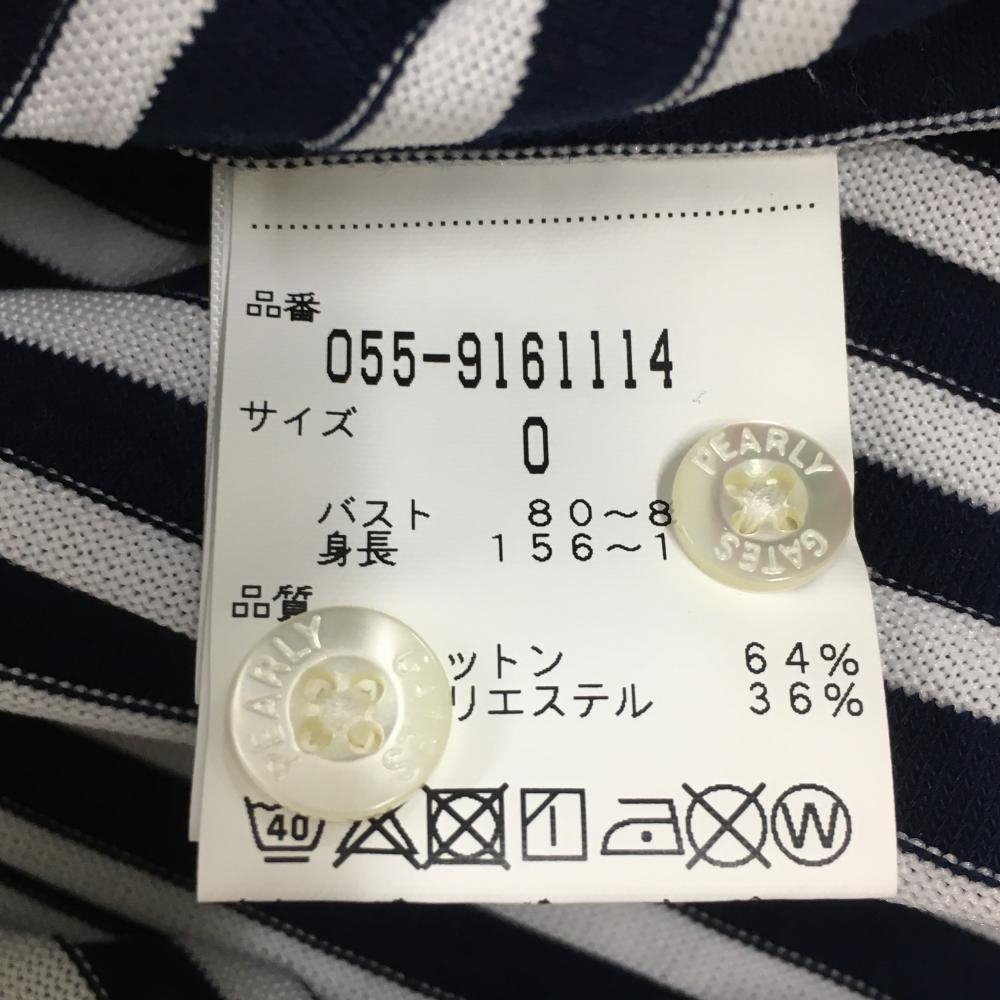 品番
055-9161114
サイズ
0
バスト 80～8
身長 156～1
品質
ットン 64%
リエステル 36%
PEARLY GATES
PEARLY GATES
40
W